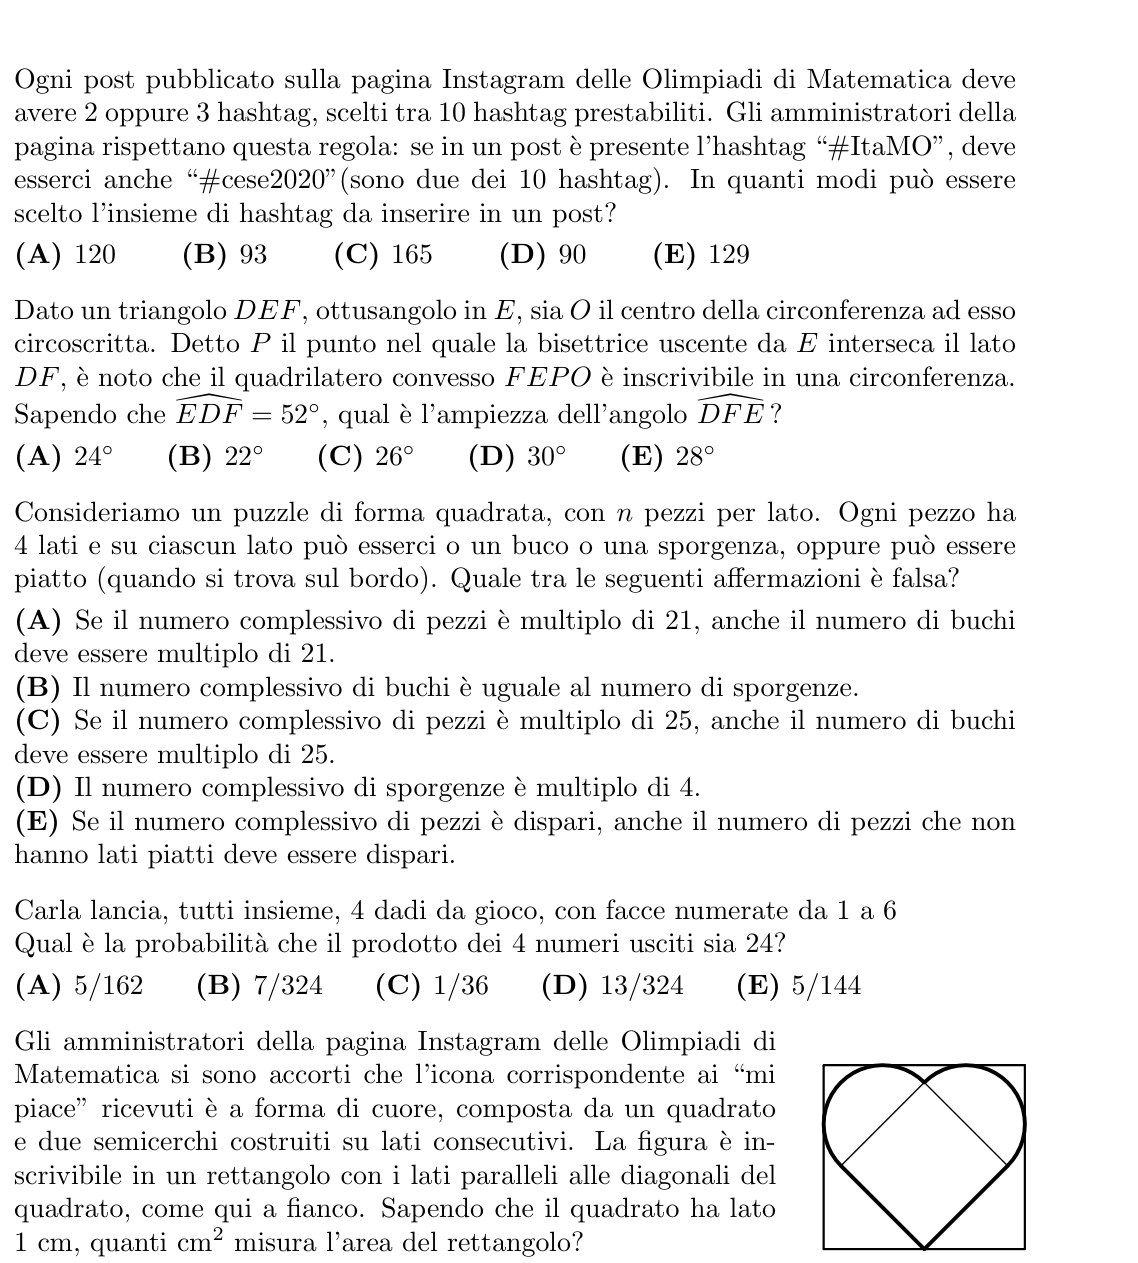 Ogni post pubblicato sulla pagina Instagram delle Olimpiadi di Matematica deve
avere 2 oppure 3 hashtag, scelti tra 10 hashtag prestabiliti. Gli amministratori della
pagina rispettano questa regola: se in un post è presente l'hashtag “#ItaMO”, deve
esserci anche “#cese2020”(sono due dei 10 hashtag). In quanti modi può essere
scelto l'insieme di hashtag da inserire in un post?
(A) 120 (B) 93 (C) 165 (D) 90 (E) 129
Dato un triangolo DEF, ottusangolo in E, sia O il centro della circonferenza ad esso
circoscritta. Detto P il punto nel quale la bisettrice uscente da E interseca il lato
DF, è noto che il quadrilatero convesso FEPO è inscrivibile in una circonferenza.
Sapendo che \widehat{EDF} = 52°, qual è l'ampiezza dell'angolo \widehat{DFE}?
(A) 24° (B) 22° (C) 26° (D) 30° (E) 28°
Consideriamo un puzzle di forma quadrata, con n pezzi per lato. Ogni pezzo ha
4 lati e su ciascun lato può esserci o un buco o una sporgenza, oppure può essere
piatto (quando si trova sul bordo). Quale tra le seguenti affermazioni è falsa?
(A) Se il numero complessivo di pezzi è multiplo di 21, anche il numero di buchi
deve essere multiplo di 21.
(B) Il numero complessivo di buchi è uguale al numero di sporgenze.
(C) Se il numero complessivo di pezzi è multiplo di 25, anche il numero di buchi
deve essere multiplo di 25.
(D) Il numero complessivo di sporgenze è multiplo di 4.
(E) Se il numero complessivo di pezzi è dispari, anche il numero di pezzi che non
hanno lati piatti deve essere dispari.
Carla lancia, tutti insieme, 4 dadi da gioco, con facce numerate da 1 a 6
Qual è la probabilità che il prodotto dei 4 numeri usciti sia 24?
(A) 5/162 (B) 7/324 (C) 1/36 (D) 13/324 (E) 5/144
Gli amministratori della pagina Instagram delle Olimpiadi di
Matematica si sono accorti che l'icona corrispondente ai “mi
piace” ricevuti è a forma di cuore, composta da un quadrato
e due semicerchi costruiti su lati consecutivi. La figura è in-
scrivibile in un rettangolo con i lati paralleli alle diagonali del
quadrato, come qui a fianco. Sapendo che il quadrato ha lato
1 cm, quanti cm² misura l'area del rettangolo?